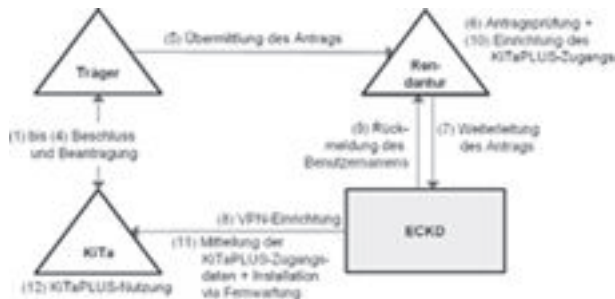 (5) Übermittlung des Antrags
(6) Antragsprüfung +
(10) Einrichtung des
KiTaPLUS-Zugangs
Träger
Ren-
dantur
(1) bis (4) Beschluss
und Beantragung
(9) Rück-
meldung des
Benutzernamens
(7) Weiterleitung
des Antrags
(8) VPN-Einrichtung
KiTa
ECKD
(11) Mitteilung der
KiTaPLUS-Zugangs-
daten + Installation
via Fernwartung
(12) KiTaPLUS-Nutzung